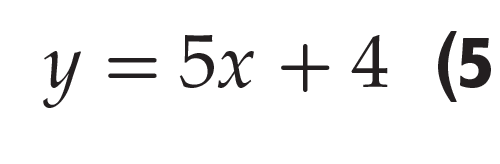 y = 5x + 4 (5